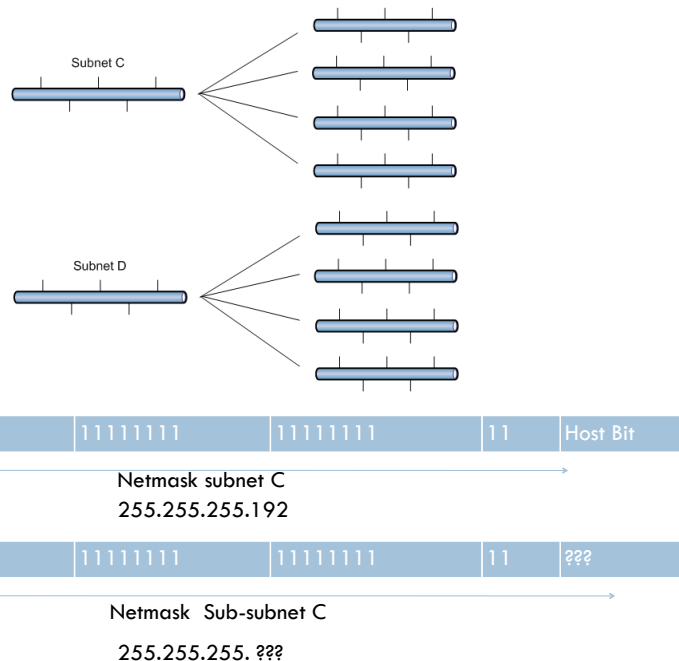 Subnet C
Subnet D
11111111 11111111 11 Host Bit
Netmask subnet C
255.255.255.192
11111111 11111111 11 ???
Netmask Sub-subnet C
255.255.255. ???